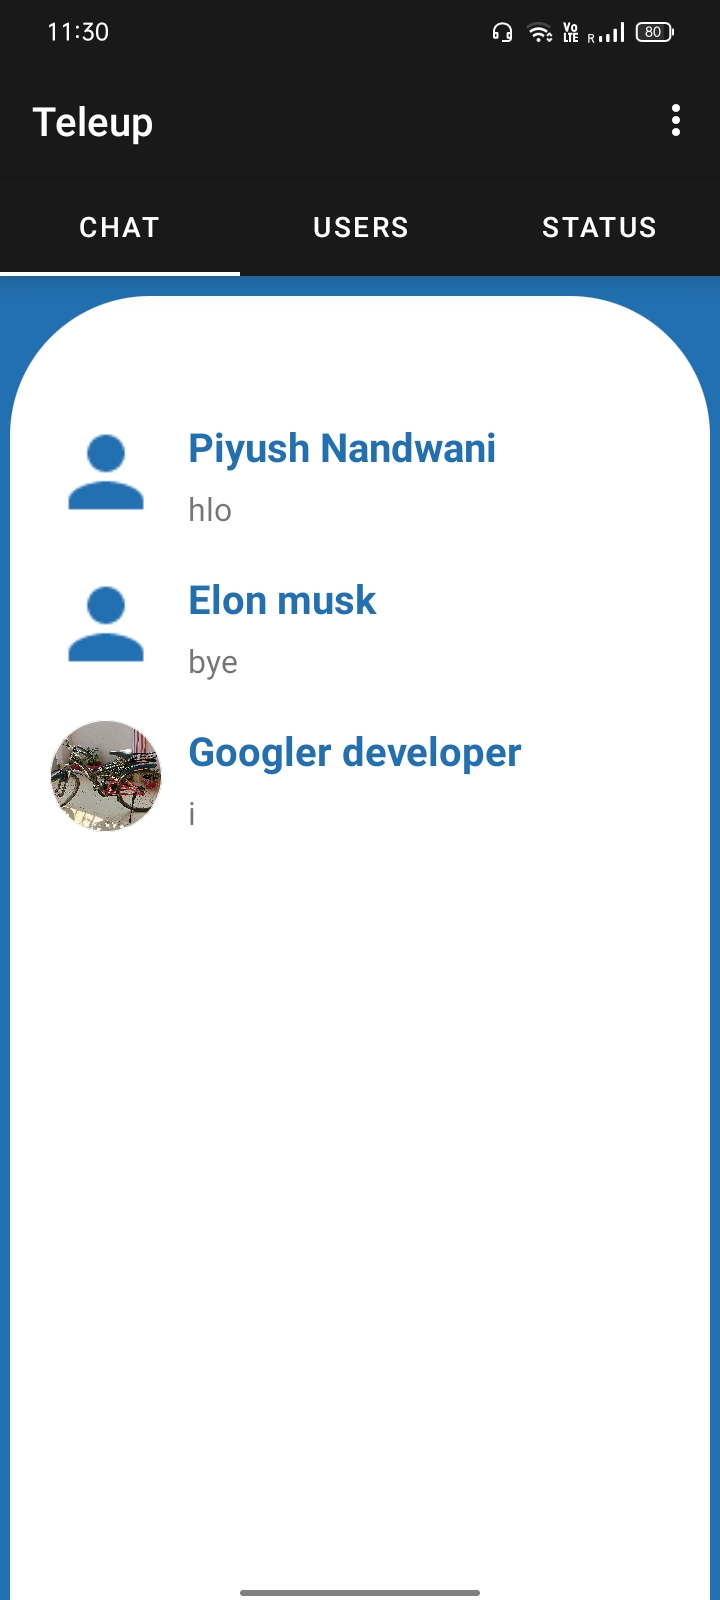 11:30
Vo LTE R 80
Teleup
CHAT USERS STATUS
Piyush Nandwani
hlo
Elon musk
bye
Googler developer
i